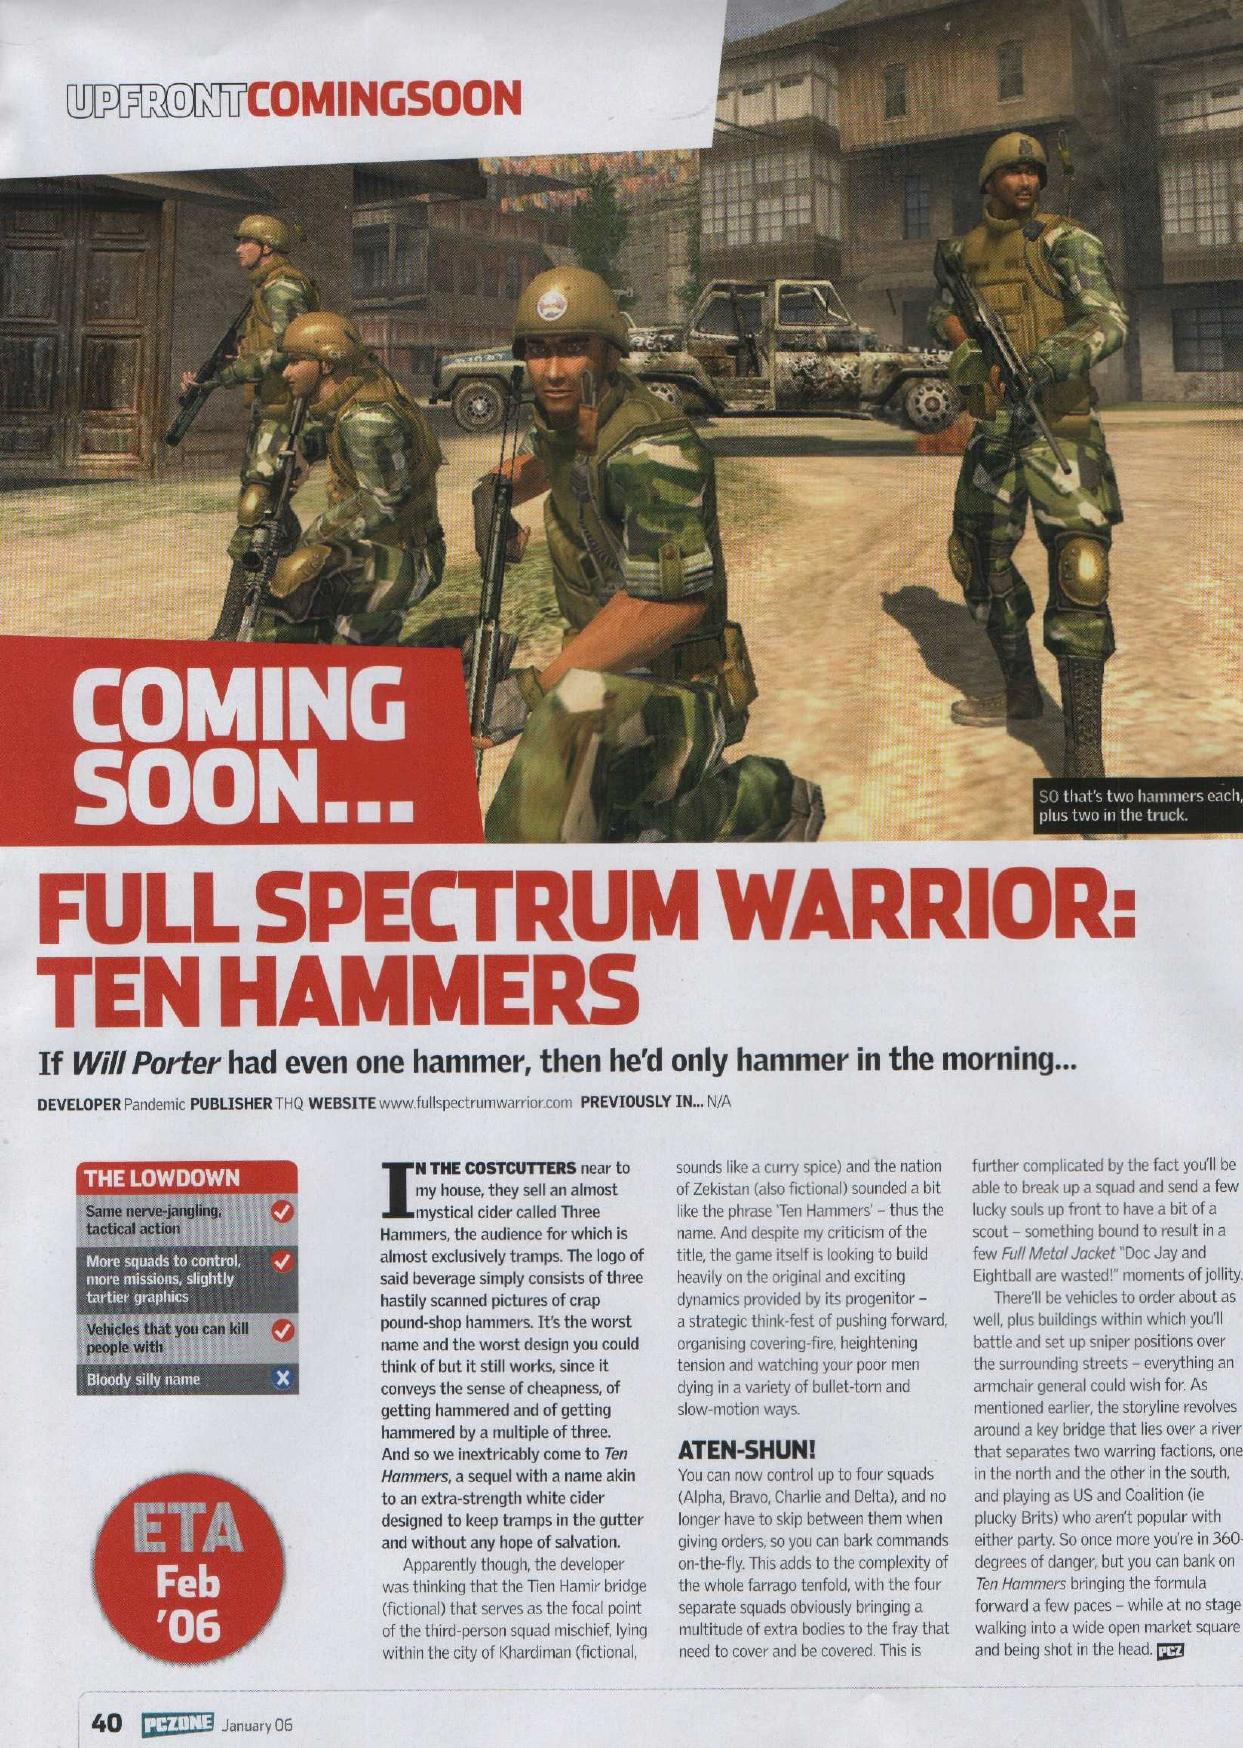 UPFRONTCOMINGSOON
SO that's two hammers each,
plus two in the truck.
COMING
SOON...
FULL SPECTRUM WARRIOR:
TEN HAMMERS
If Will Porter had even one hammer, then he'd only hammer in the morning...
DEVELOPER Pandemic PUBLISHER THQ WEBSITE www.fullspectrumwarrior.com PREVIOUSLY IN... N/A
THE LOWDOWN
Same nerve-jangling,
tactical action
More squads to control,
more missions, slightly
tartier graphics
Vehicles that you can kill
people with
Bloody silly name
ETA
Feb
'06
IN THE COSTCUTTERS near to
my house, they sell an almost
mystical cider called Three
Hammers, the audience for which is
almost exclusively tramps. The logo of
said beverage simply consists of three
hastily scanned pictures of crap
pound-shop hammers. It's the worst
name and the worst design you could
think of but it still works, since it
conveys the sense of cheapness, of
getting hammered and of getting
hammered by a multiple of three.
And so we inextricably come to Ten
Hammers, a sequel with a name akin
to an extra-strength white cider
designed to keep tramps in the gutter
and without any hope of salvation.
Apparently though, the developer
was thinking that the Tien Hamir bridge
(fictional) that serves as the focal point
of the third-person squad mischief, lying
within the city of Khardiman (fictional,
sounds like a curry spice) and the nation
of Zekistan (also fictional) sounded a bit
like the phrase 'Ten Hammers' – thus the
name. And despite my criticism of the
title, the game itself is looking to build
heavily on the original and exciting
dynamics provided by its progenitor –
a strategic think-fest of pushing forward,
organising covering-fire, heightening
tension and watching your poor men
dying in a variety of bullet-torn and
slow-motion ways.
ATEN-SHUN!
You can now control up to four squads
(Alpha, Bravo, Charlie and Delta), and no
longer have to skip between them when
giving orders, so you can bark commands
on-the-fly. This adds to the complexity of
the whole farrago tenfold, with the four
separate squads obviously bringing a
multitude of extra bodies to the fray that
need to cover and be covered. This is
further complicated by the fact you'll be
able to break up a squad and send a few
lucky souls up front to have a bit of a
scout – something bound to result in a
few Full Metal Jacket "Doc Jay and
Eightball are wasted!" moments of jollity.
There'll be vehicles to order about as
well, plus buildings within which you'll
battle and set up sniper positions over
the surrounding streets – everything an
armchair general could wish for. As
mentioned earlier, the storyline revolves
around a key bridge that lies over a river
that separates two warring factions, one
in the north and the other in the south,
and playing as US and Coalition (ie
plucky Brits) who aren't popular with
either party. So once more you're in 360-
degrees of danger, but you can bank on
Ten Hammers bringing the formula
forward a few paces – while at no stage
walking into a wide open market square
and being shot in the head. PCZ
40 PCZONE January 06